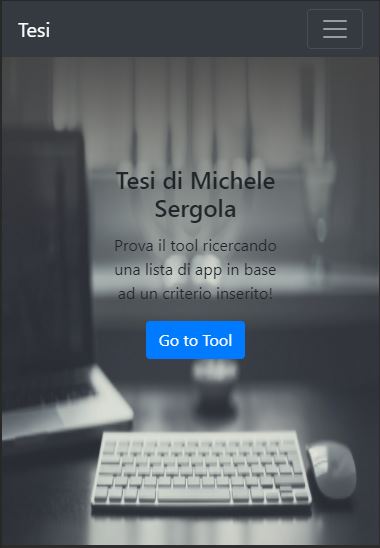 Tesi
Tesi di Michele
Sergola
Prova il tool ricercando
una lista di app in base
ad un criterio inserito!
Go to Tool